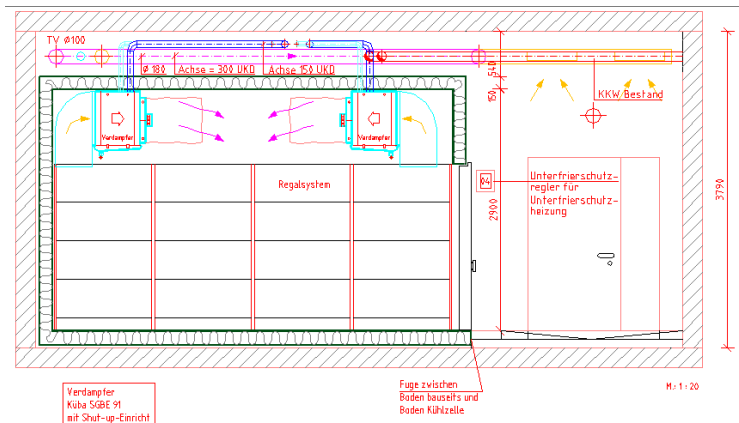 TV Ø100
Ø 180
Achse = 300 UKD
Achse 150 UKD
540
150
KKW Bestand
Verdampfer
Verdampfer
Regalsystem
04
Unterfrierschutz-
regler für
Unterfrierschutz-
heizung
2900
3790
Verdampfer
Küba SGBE 91
mit Shut-up-Einricht
Fuge zwischen
Boden bauseits und
Boden Kühlzelle
M.: 1 : 20